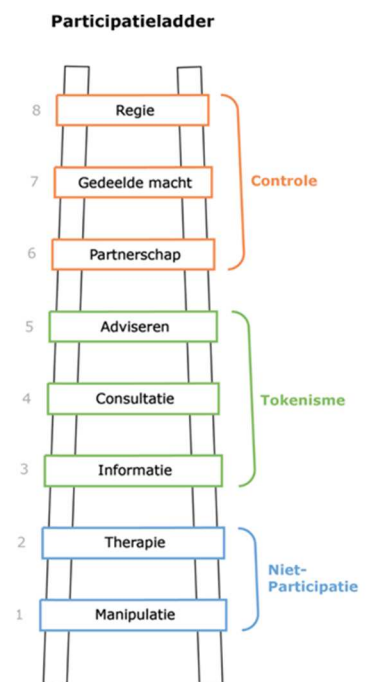 Participatieladder
8 Regie
7 Gedeelde macht
Controle
6 Partnerschap
5 Adviseren
4 Consultatie
Tokenisme
3 Informatie
2 Therapie
Niet-
Participatie
1 Manipulatie